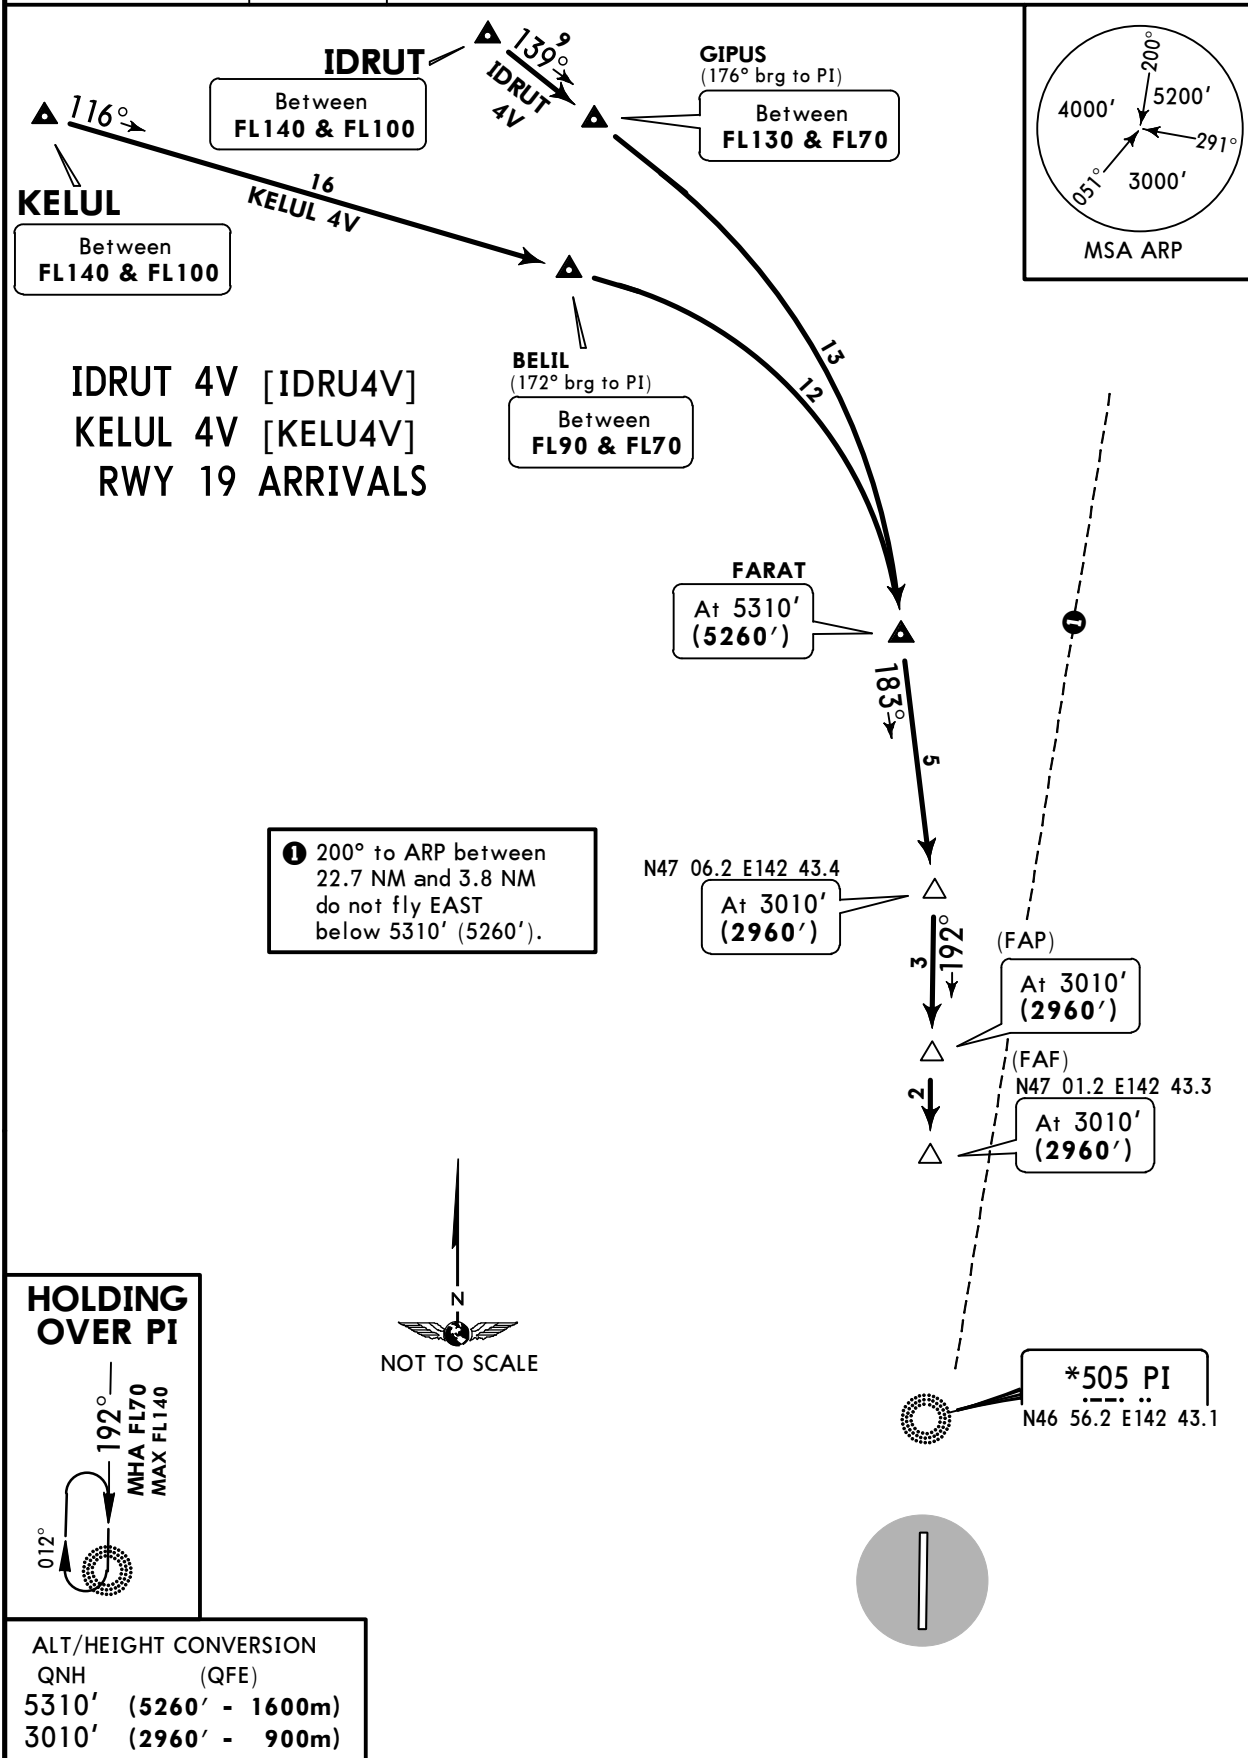 IDRUT
Between
FL140 & FL100
139°
9
IDRUT
4V
GIPUS
(176° brg to PI)
Between
FL130 & FL70
200°
4000'
5200'
291°
051°
3000'
MSA ARP
116°
KELUL
Between
FL140 & FL100
16
KELUL 4V
BELIL
(172° brg to PI)
Between
FL90 & FL70
13
12
IDRUT 4V [IDRU4V]
KELUL 4V [KELU4V]
RWY 19 ARRIVALS
FARAT
At 5310'
(5260')
1
183°
5
1 200° to ARP between
22.7 NM and 3.8 NM
do not fly EAST
below 5310' (5260').
N47 06.2 E142 43.4
At 3010'
(2960')
3
192°
(FAP)
At 3010'
(2960')
2
(FAF)
N47 01.2 E142 43.3
At 3010'
(2960')
N
NOT TO SCALE
*505 PI
N46 56.2 E142 43.1
HOLDING
OVER PI
192°
MHA FL70
MAX FL140
012°
ALT/HEIGHT CONVERSION
QNH (QFE)
5310' (5260' - 1600m)
3010' (2960' - 900m)